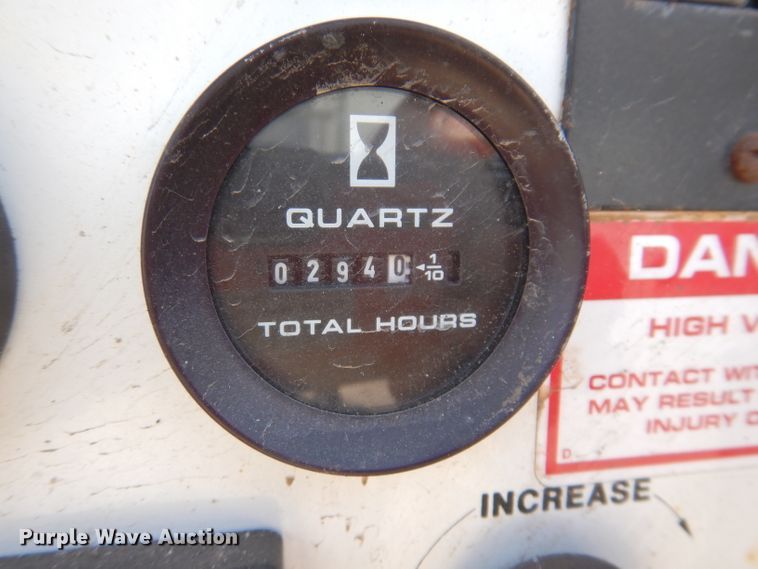 QUARTZ
0 2 9 4 0 ◄ 1/10
TOTAL HOURS
DAN
HIGH V
CONTACT WIT
MAY RESULT
INJURY O
D
INCREASE
Purple Wave Auction